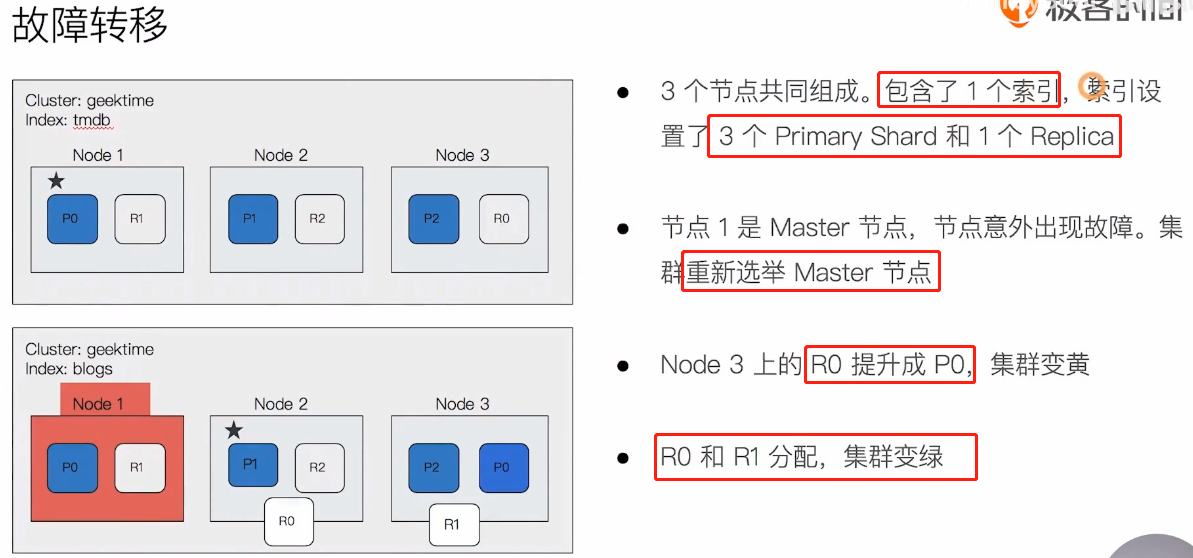 故障转移
极客时间
Cluster: geektime
Index: tmdb
Node 1
Node 2
Node 3
P0
R1
P1
R2
P2
R0
Cluster: geektime
Index: blogs
Node 1
Node 2
Node 3
P0
R1
P1
R2
P2
P0
R0
R1
3 个节点共同组成。包含了 1 个索引，索引设
置了 3 个 Primary Shard 和 1 个 Replica
节点 1 是 Master 节点，节点意外出现故障。集
群重新选举 Master 节点
Node 3 上的 R0 提升成 P0，集群变黄
R0 和 R1 分配，集群变绿